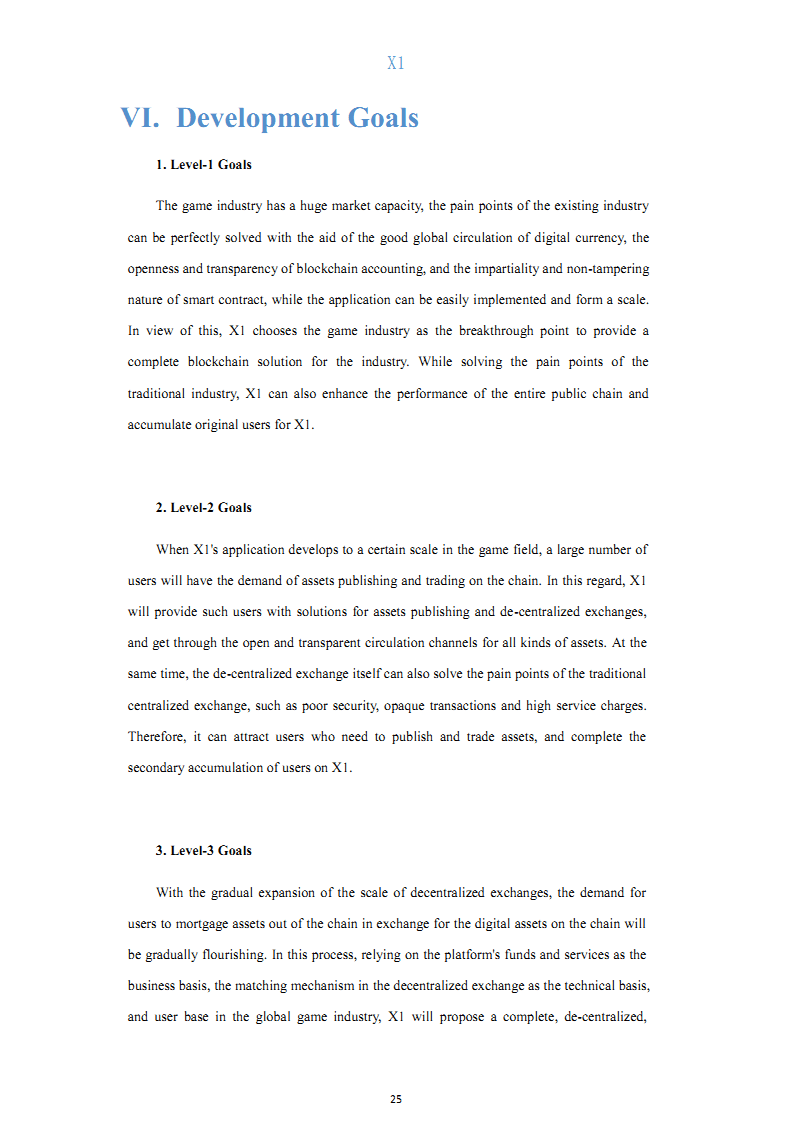 X1
VI. Development Goals
1. Level-1 Goals
The game industry has a huge market capacity, the pain points of the existing industry
can be perfectly solved with the aid of the good global circulation of digital currency, the
openness and transparency of blockchain accounting, and the impartiality and non-tampering
nature of smart contract, while the application can be easily implemented and form a scale.
In view of this, X1 chooses the game industry as the breakthrough point to provide a
complete blockchain solution for the industry. While solving the pain points of the
traditional industry, X1 can also enhance the performance of the entire public chain and
accumulate original users for X1.
2. Level-2 Goals
When X1's application develops to a certain scale in the game field, a large number of
users will have the demand of assets publishing and trading on the chain. In this regard, X1
will provide such users with solutions for assets publishing and de-centralized exchanges,
and get through the open and transparent circulation channels for all kinds of assets. At the
same time, the de-centralized exchange itself can also solve the pain points of the traditional
centralized exchange, such as poor security, opaque transactions and high service charges.
Therefore, it can attract users who need to publish and trade assets, and complete the
secondary accumulation of users on X1.
3. Level-3 Goals
With the gradual expansion of the scale of decentralized exchanges, the demand for
users to mortgage assets out of the chain in exchange for the digital assets on the chain will
be gradually flourishing. In this process, relying on the platform's funds and services as the
business basis, the matching mechanism in the decentralized exchange as the technical basis,
and user base in the global game industry, X1 will propose a complete, de-centralized,
25